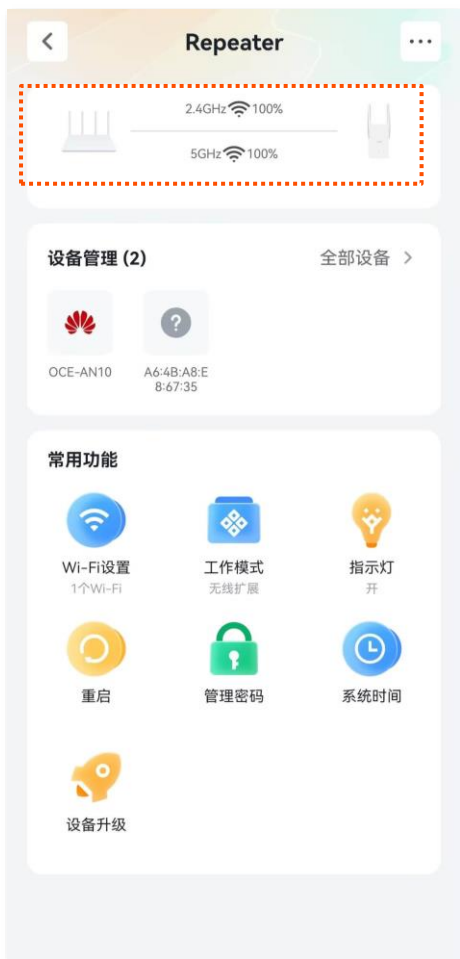 Repeater
2.4GHz 100%
5GHz 100%
设备管理 (2)
全部设备
?
OCE-AN10
A6:4B:A8:E
8:67:35
常用功能
Wi-Fi设置
工作模式
指示灯
1个Wi-Fi
无线扩展
开
重启
管理密码
系统时间
设备升级